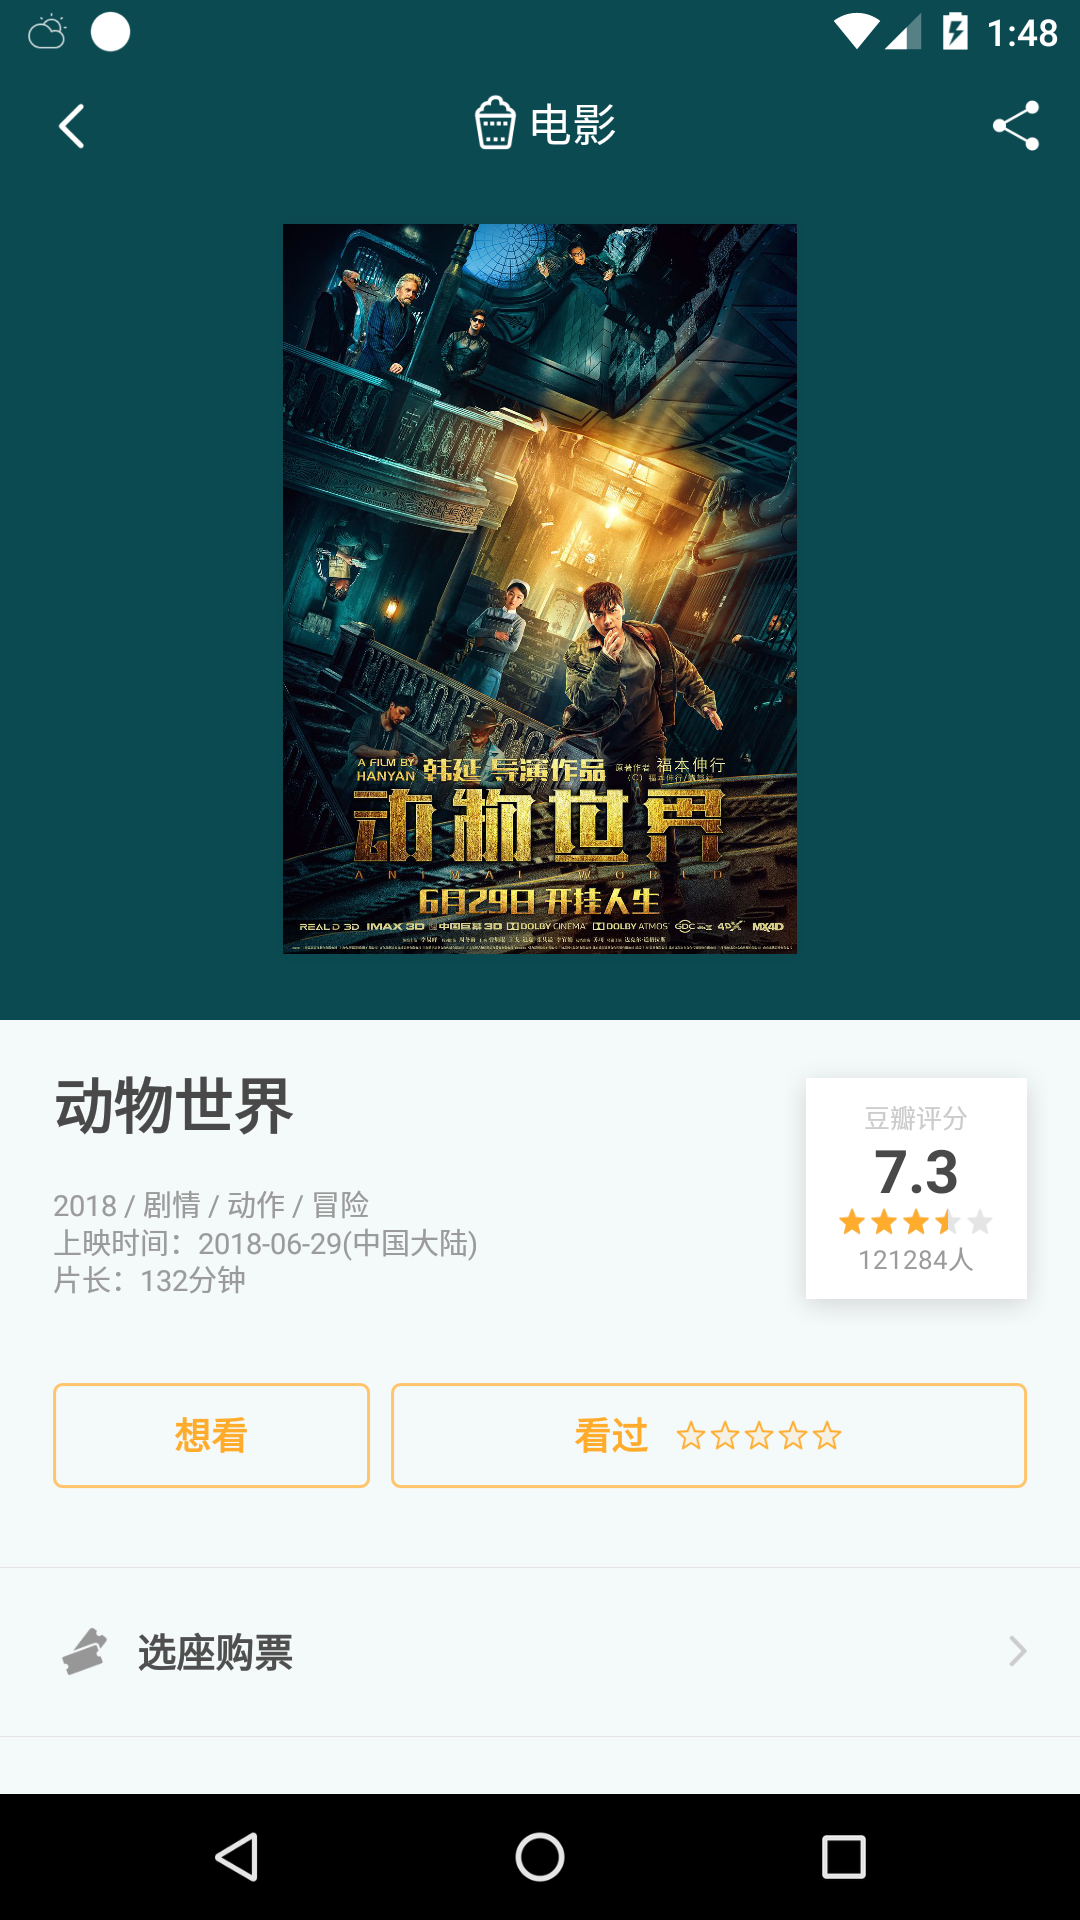 1:48
电影
A FILM BY
HANYAN 韩延 导演作品
原著作者 福本伸行
动物世界
ANIMAL WORLD
6月29日 开挂人生
REAL D 3D IMAX 3D 中国巨幕 3D DOLBY CINEMA DOLBY ATMOS 4DX MX4D
动物世界
2018 / 剧情 / 动作 / 冒险
上映时间：2018-06-29(中国大陆)
片长：132分钟
豆瓣评分
7.3
121284人
想看
看过
选座购票